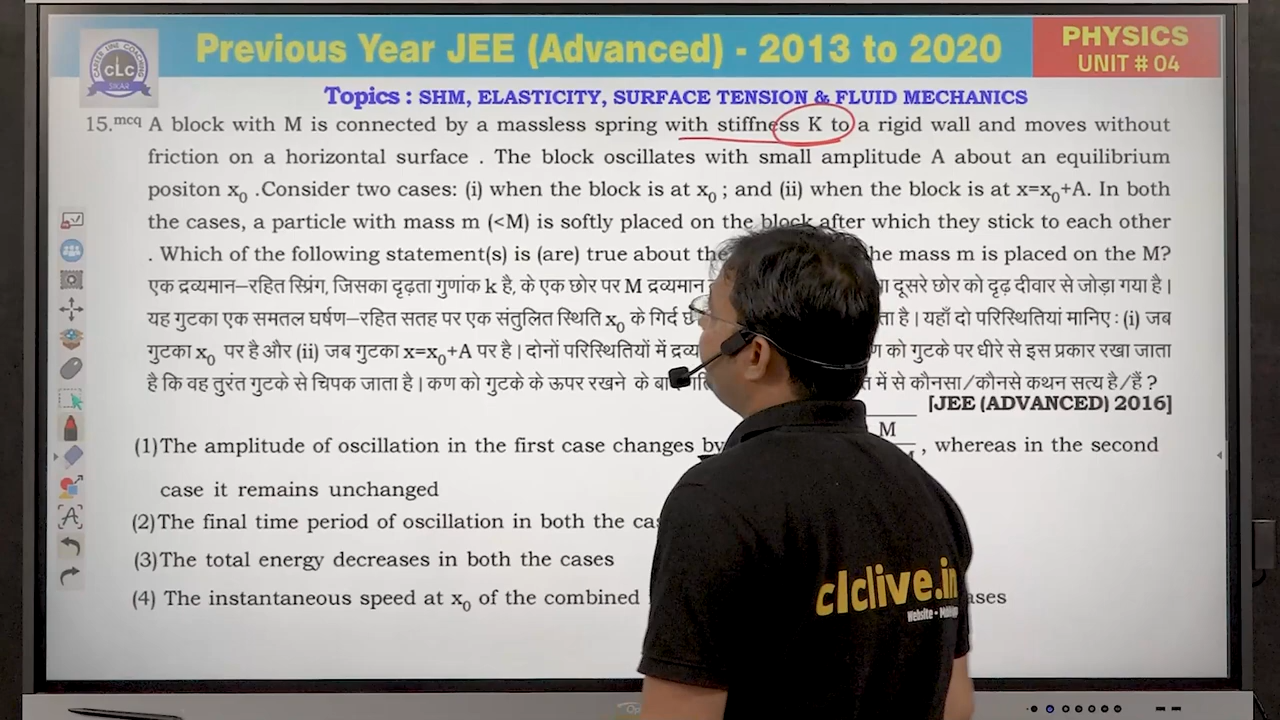 Previous Year JEE (Advanced) - 2013 to 2020
PHYSICS
UNIT # 04
CAREER LINE COACHING
CLC
SIKAR
Topics : SHM, ELASTICITY, SURFACE TENSION & FLUID MECHANICS
15.mcq A block with M is connected by a massless spring with stiffness K to a rigid wall and moves without
friction on a horizontal surface . The block oscillates with small amplitude A about an equilibrium
positon x₀ .Consider two cases: (i) when the block is at x₀ ; and (ii) when the block is at x=x₀+A. In both
the cases, a particle with mass m (<M) is softly placed on the block after which they stick to each other
. Which of the following statement(s) is (are) true about the he mass m is placed on the M?
एक द्रव्यमान–रहित स्प्रिंग, जिसका दृढ़ता गुणांक k है, के एक छोर पर M द्रव्यमान दूसरे छोर को दृढ़ दीवार से जोड़ा गया है।
यह गुटका एक समतल घर्षण–रहित सतह पर एक संतुलित स्थिति x₀ के गिर्द ता है। यहाँ दो परिस्थितियां मानिए : (i) जब
गुटका x₀ पर है और (ii) जब गुटका x=x₀+A पर है। दोनों परिस्थितियों में ण को गुटके पर धीरे से इस प्रकार रखा जाता
है कि वह तुरंत गुटके से चिपक जाता है। कण को गुटके के ऊपर रखने के में से कौनसा/कौनसे कथन सत्य है/हैं ?
[JEE (ADVANCED) 2016]
(1)The amplitude of oscillation in the first case changes by M , whereas in the second
case it remains unchanged
(2)The final time period of oscillation in both the
(3)The total energy decreases in both the cases
(4) The instantaneous speed at x₀ of the combined ases
clclive.in